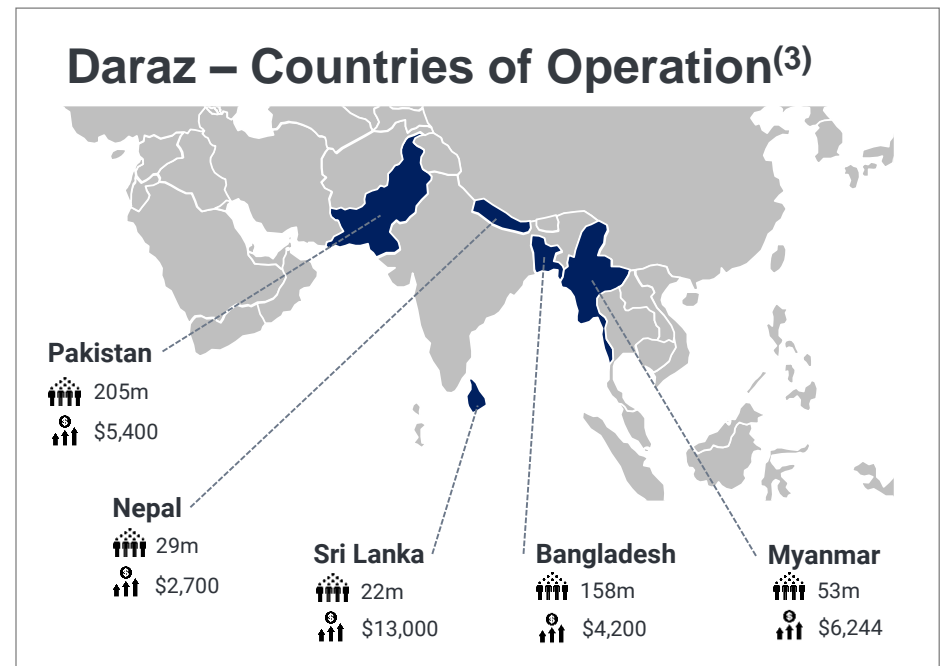 Daraz – Countries of Operation(3)
Pakistan
205m
$5,400
Nepal
29m
$2,700
Sri Lanka
22m
$13,000
Bangladesh
158m
$4,200
Myanmar
53m
$6,244